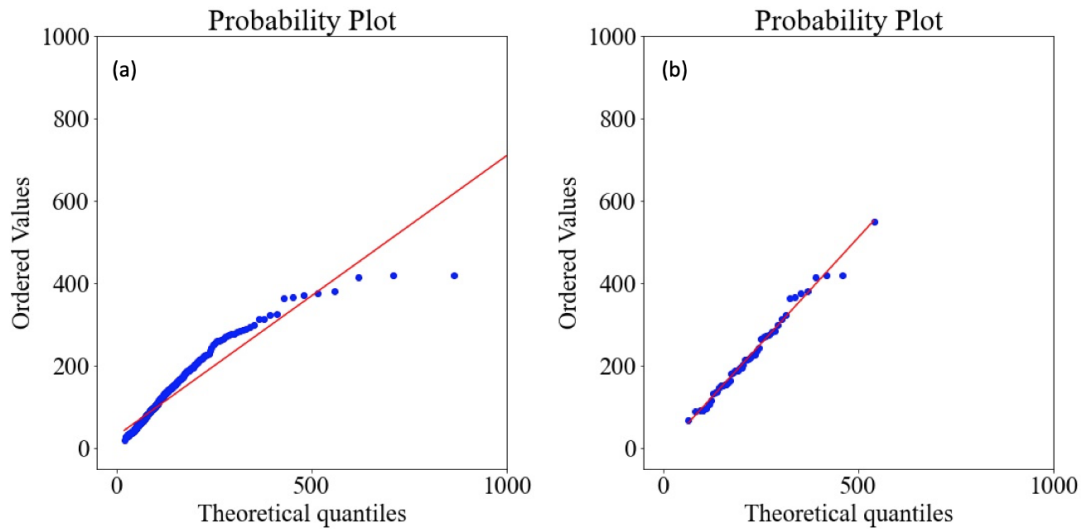 Probability Plot
(a)
1000
800
600
400
200
0
Ordered Values
0
500
1000
Theoretical quantiles
Probability Plot
(b)
1000
800
600
400
200
0
Ordered Values
0
500
1000
Theoretical quantiles